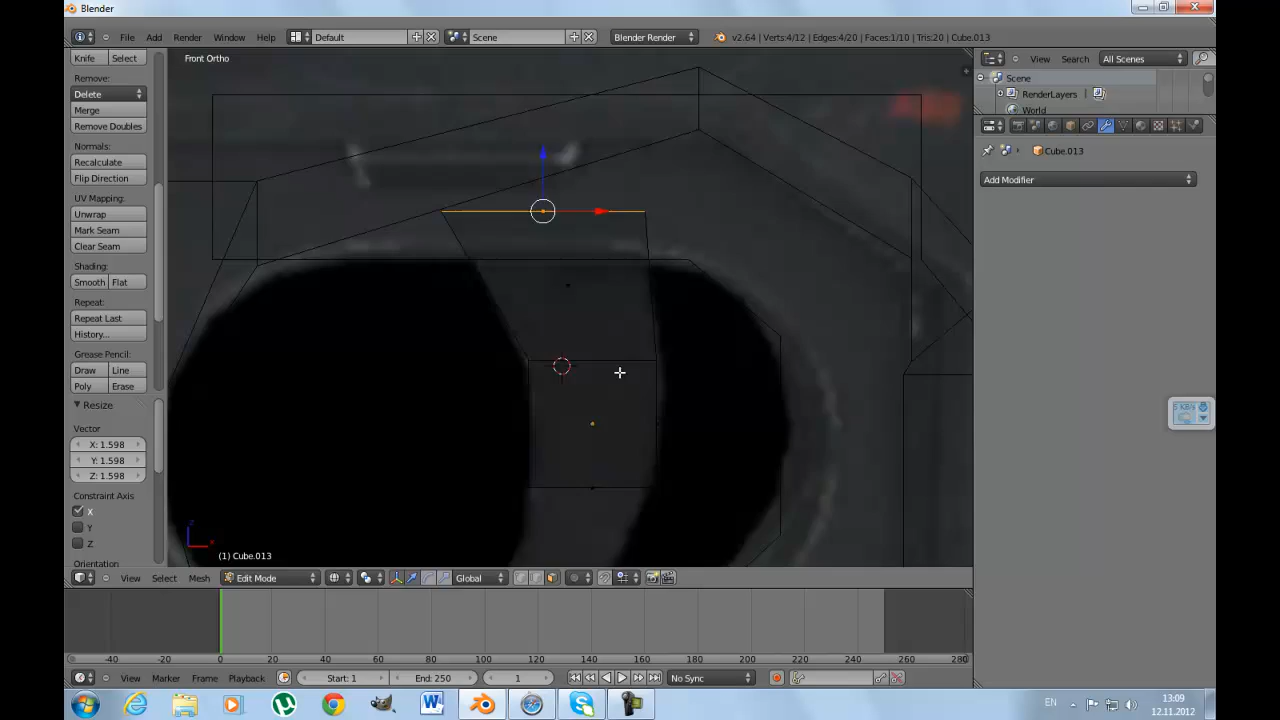 Blender
File Add Render Window Help Default Scene Blender Render v2.64 | Verts:4/12 | Edges:4/20 | Faces:1/10 | Tris:20 | Cube.013
Knife Select
Remove:
Delete
Merge
Remove Doubles
Normals:
Recalculate
Flip Direction
UV Mapping:
Unwrap
Mark Seam
Clear Seam
Shading:
Smooth Flat
Repeat:
Repeat Last
History...
Grease Pencil:
Draw Line
Poly Erase
Resize
Vector
X: 1.598
Y: 1.598
Z: 1.598
Constraint Axis
X
Y
Z
Orientation
Front Ortho
(1) Cube.013
View Search All Scenes
Scene
RenderLayers
World
Cube.013
Add Modifier
View Select Mesh Edit Mode Global
-40 -20 0 20 40 60 80 100 120 140 160 180 200 220 240 260 280
View Marker Frame Playback Start: 1 End: 250 1 No Sync
EN 13:09
12.11.2012